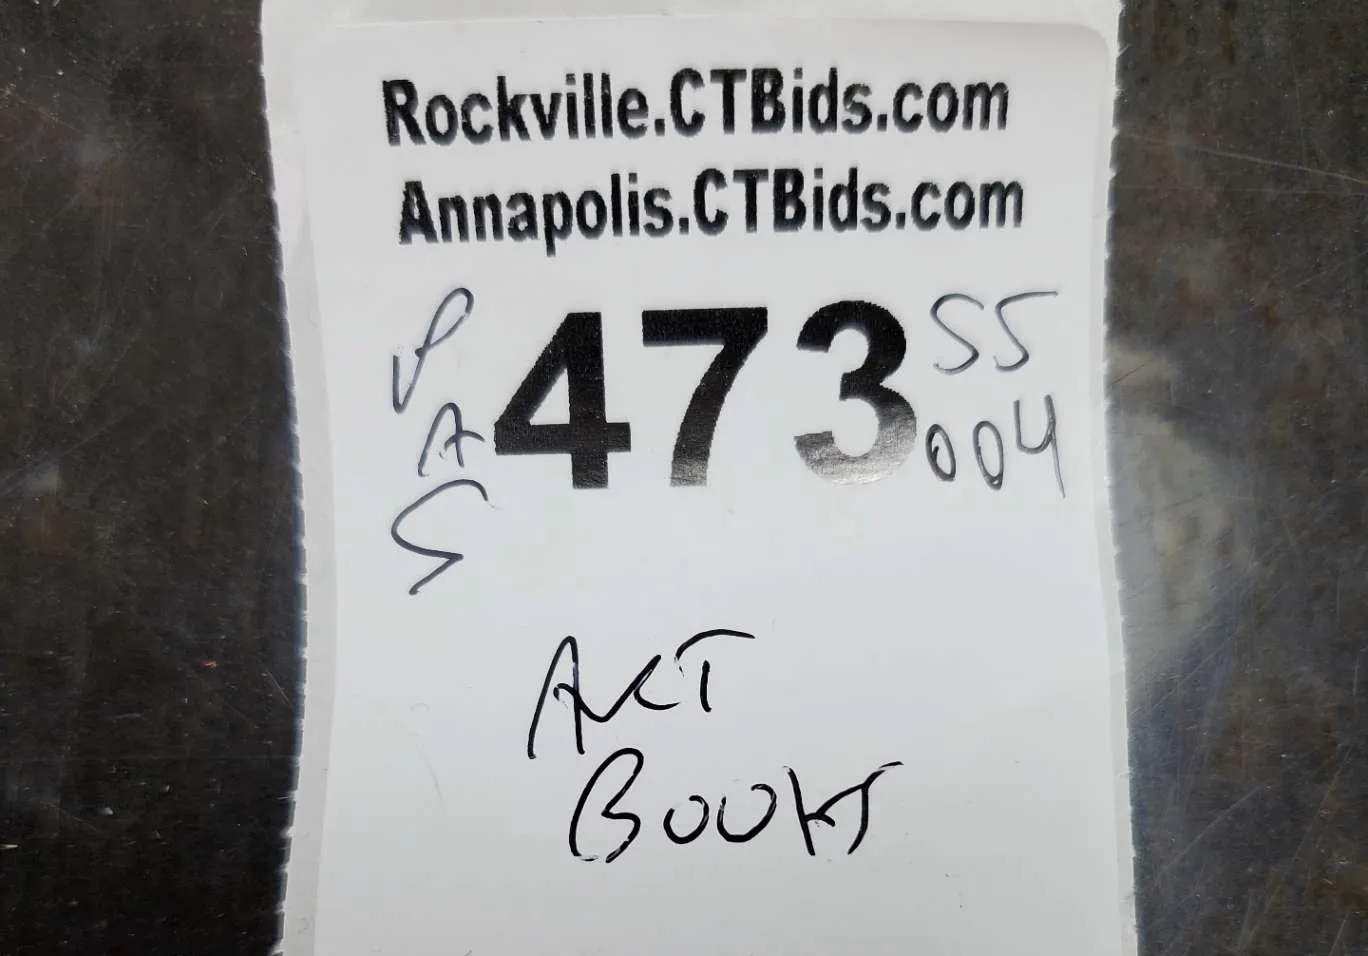 Rockville.CTBids.com
Annapolis.CTBids.com
P
A
S
473
55
004
ART
BOOKS